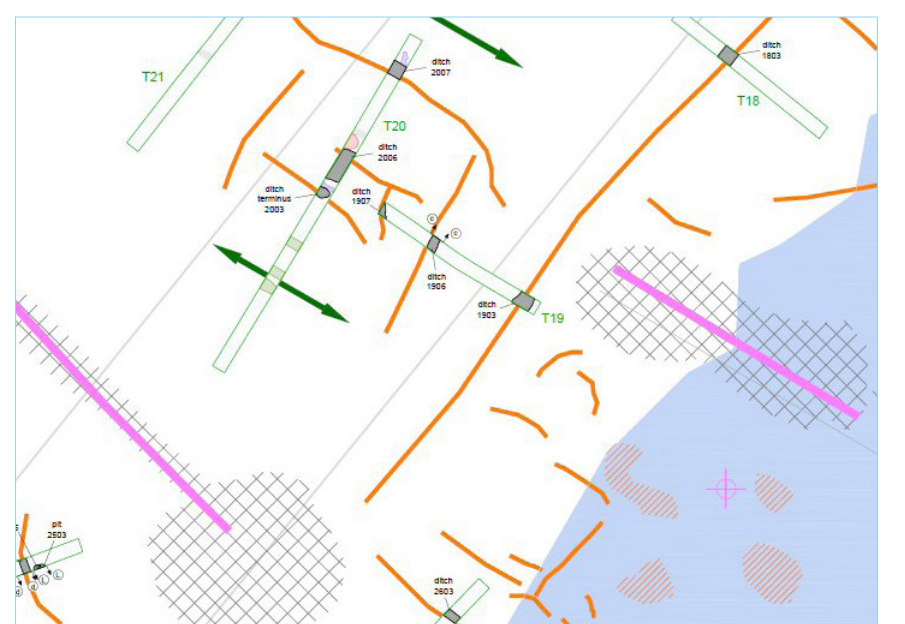 ditch
1803
T21
ditch
2007
T18
T20
ditch
2006
ditch
terminus
2003
ditch
1907
e
e
ditch
1906
ditch
1903
T19
pit
2503
L
L
d
d
ditch
2603